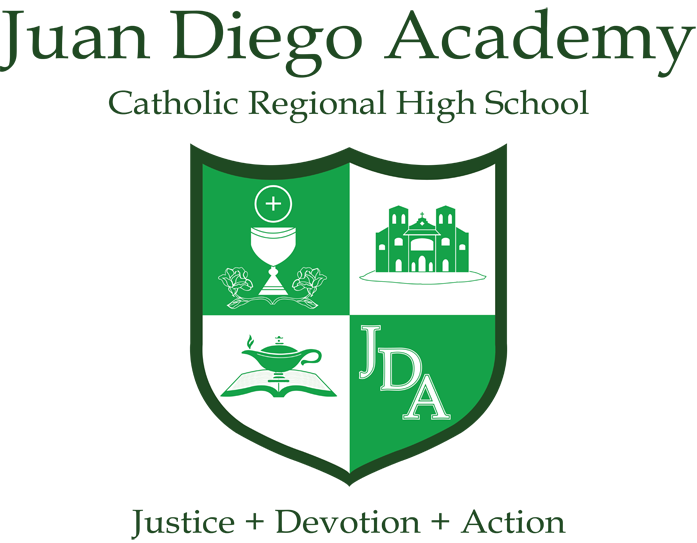 Juan Diego Academy
Catholic Regional High School
JDA
Justice + Devotion + Action